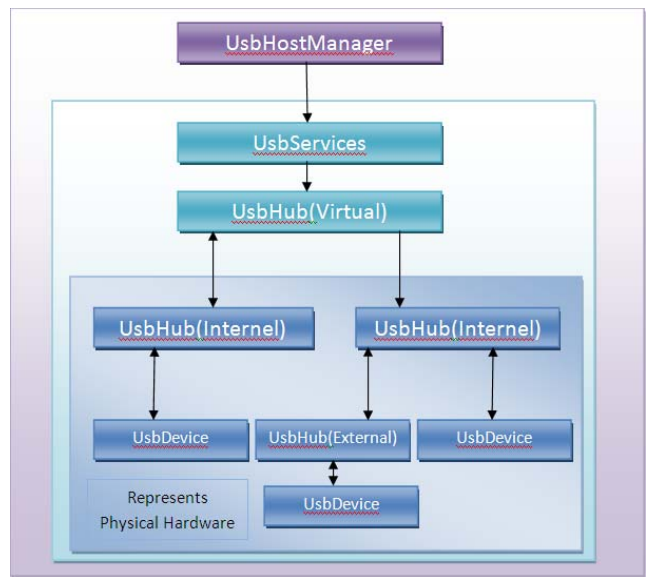 UsbHostManager
UsbServices
UsbHub(Virtual)
UsbHub(Internel)
UsbHub(Internel)
UsbDevice
UsbHub(External)
UsbDevice
Represents
Physical Hardware
UsbDevice